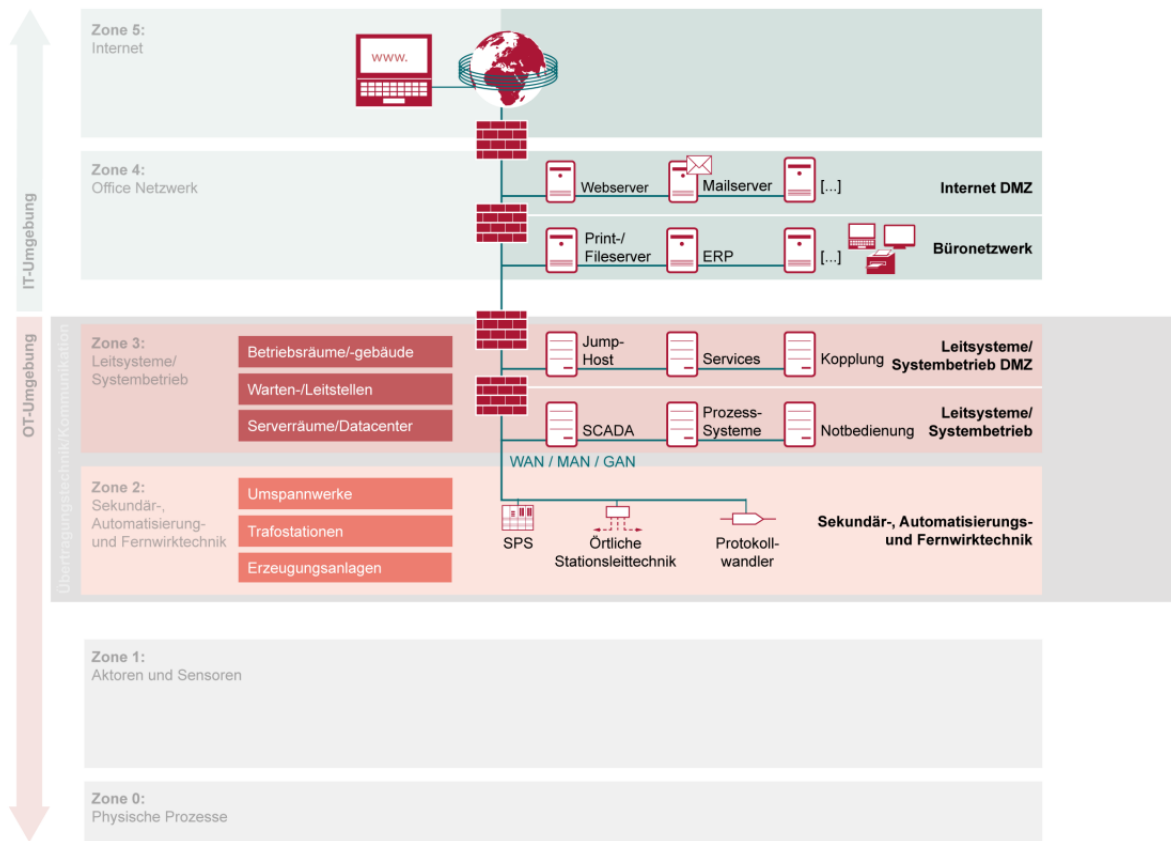 Zone 5:
Internet
www.
Zone 4:
Office Netzwerk
Webserver
Mailserver
[...]
Internet DMZ
Print-/
Fileserver
ERP
[...]
Büronetzwerk
IT-Umgebung
OT-Umgebung
Übertragungstechnik/Kommunikation
Zone 3:
Leitsysteme/
Systembetrieb
Betriebsräume/-gebäude
Warten-/Leitstellen
Serverräume/Datacenter
Jump-
Host
Services
Kopplung
Leitsysteme/
Systembetrieb DMZ
SCADA
Prozess-
Systeme
Notbedienung
Leitsysteme/
Systembetrieb
WAN / MAN / GAN
Zone 2:
Sekundär-,
Automatisierung-
und Fernwirktechnik
Umspannwerke
Trafostationen
Erzeugungsanlagen
SPS
Örtliche
Stationsleittechnik
Protokoll-
wandler
Sekundär-, Automatisierungs-
und Fernwirktechnik
Zone 1:
Aktoren und Sensoren
Zone 0:
Physische Prozesse